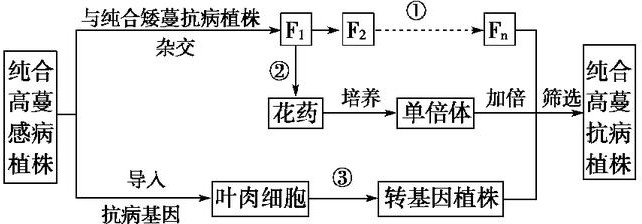 纯合高蔓感病植株
与纯合矮蔓抗病植株
杂交
F₁
F₂
①
Fₙ
②
花药
培养
单倍体
加倍
筛选
纯合高蔓抗病植株
导入
抗病基因
叶肉细胞
③
转基因植株